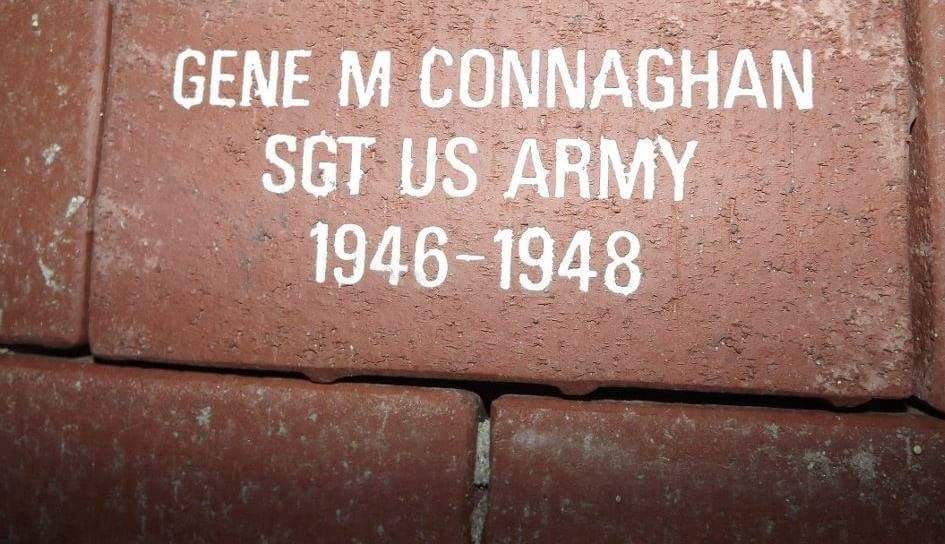 GENE M CONNAGHAN
SGT US ARMY
1946-1948